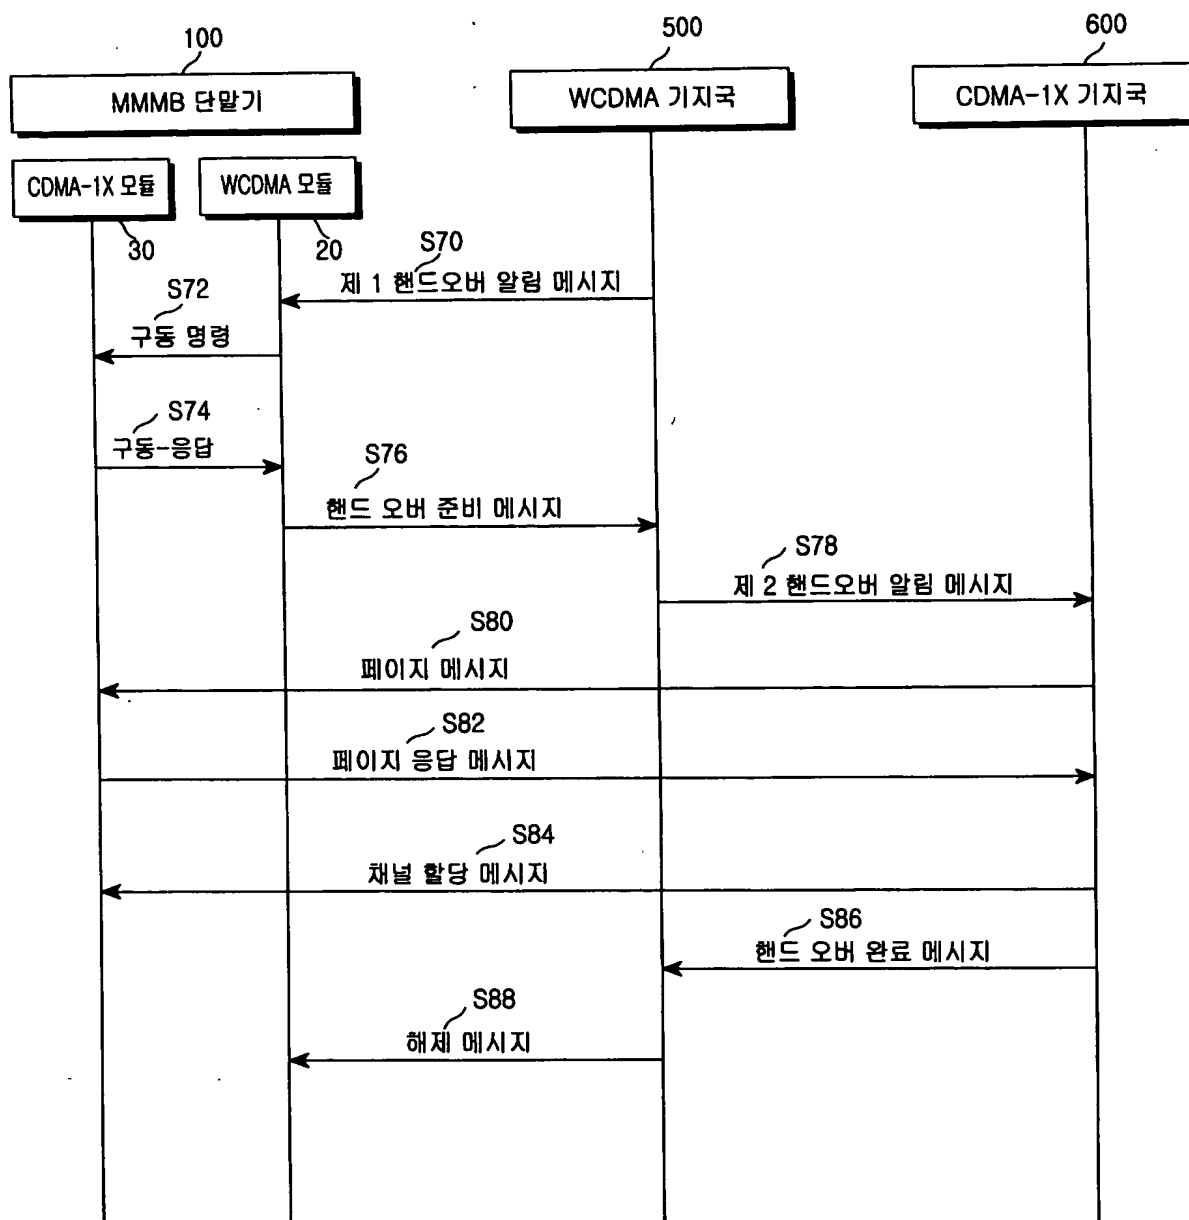 100
500
600
MMMB 단말기
WCDMA 기지국
CDMA-1X 기지국
CDMA-1X 모듈
WCDMA 모듈
30
20
S70
제 1 핸드오버 알림 메시지
S72
구동 명령
S74
구동-응답
S76
핸드 오버 준비 메시지
S78
제 2 핸드오버 알림 메시지
S80
페이지 메시지
S82
페이지 응답 메시지
S84
채널 할당 메시지
S86
핸드 오버 완료 메시지
S88
해제 메시지